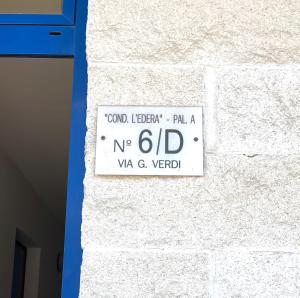 "COND. L'EDERA" - PAL. A
Nº 6/D
VIA G. VERDI